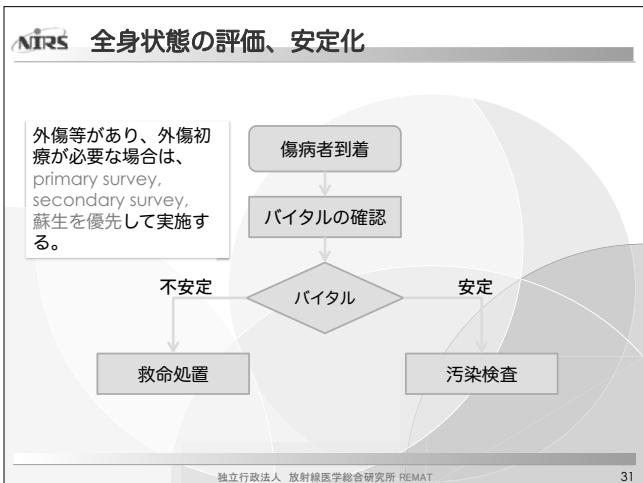 NIRS 全身状態の評価、安定化
外傷等があり、外傷初
療が必要な場合は、
primary survey,
secondary survey,
蘇生を優先して実施す
る。
傷病者到着
バイタルの確認
バイタル
不安定
安定
救命処置
汚染検査
独立行政法人 放射線医学総合研究所 REMAT
31